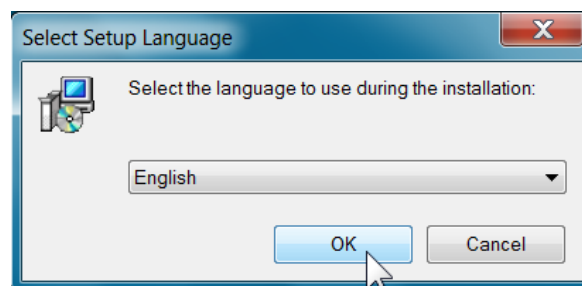 Select Setup Language
X
Select the language to use during the installation:
English
OK
Cancel